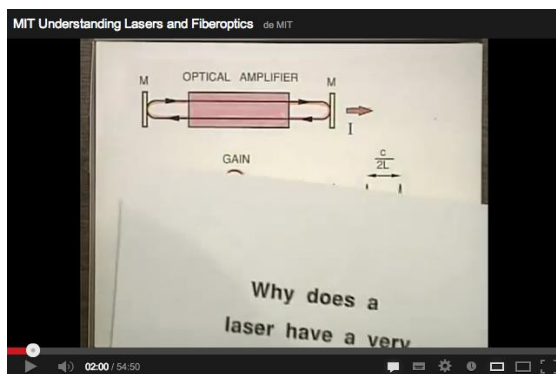 MIT Understanding Lasers and Fiberoptics de MIT
M OPTICAL AMPLIFIER M
I
GAIN
c
2L
Why does a
laser have a very
02:00 / 54:50